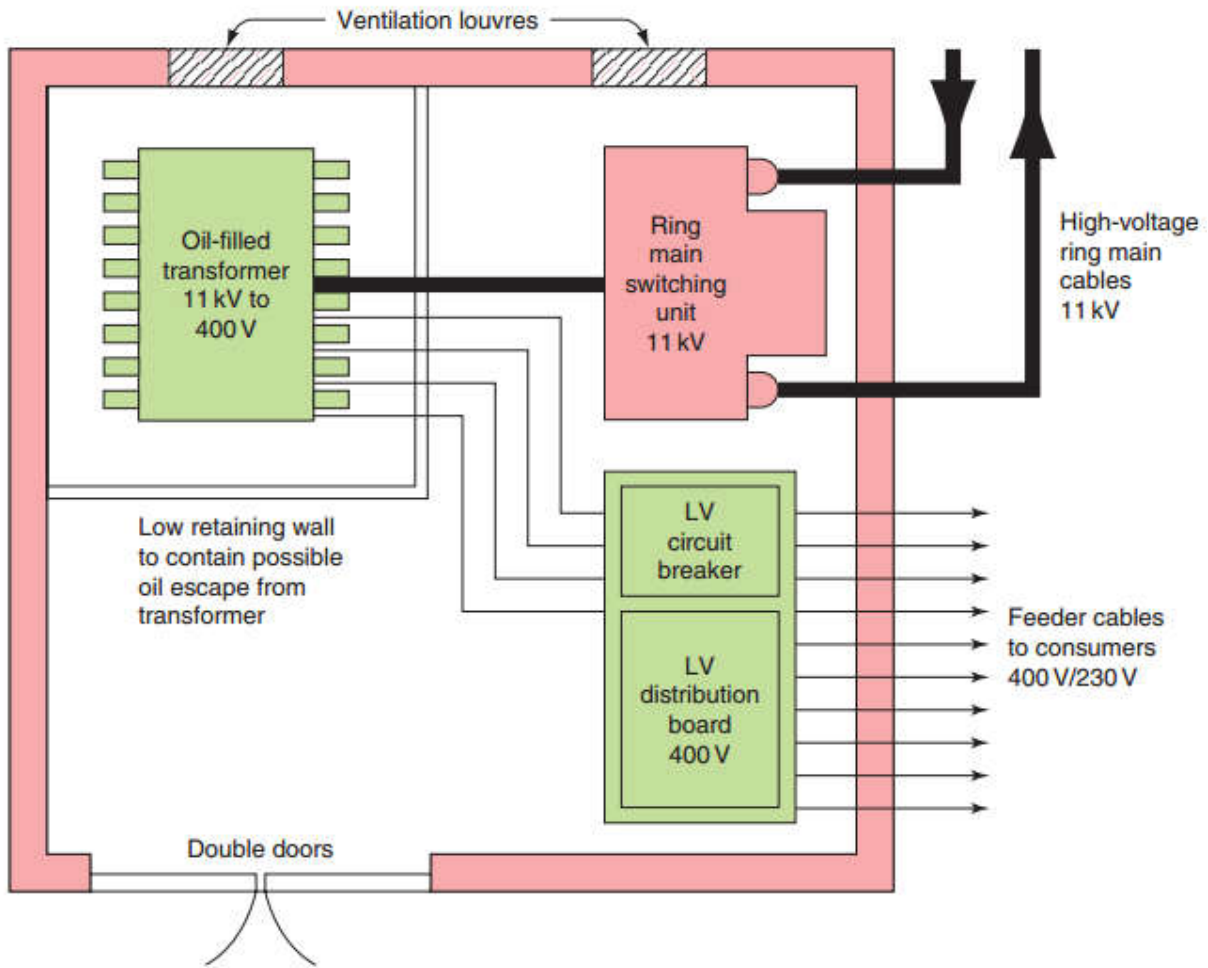 Ventilation louvres
Oil-filled
transformer
11 kV to
400 V
Ring
main
switching
unit
11 kV
High-voltage
ring main
cables
11 kV
Low retaining wall
to contain possible
oil escape from
transformer
LV
circuit
breaker
LV
distribution
board
400 V
Feeder cables
to consumers
400 V/230 V
Double doors